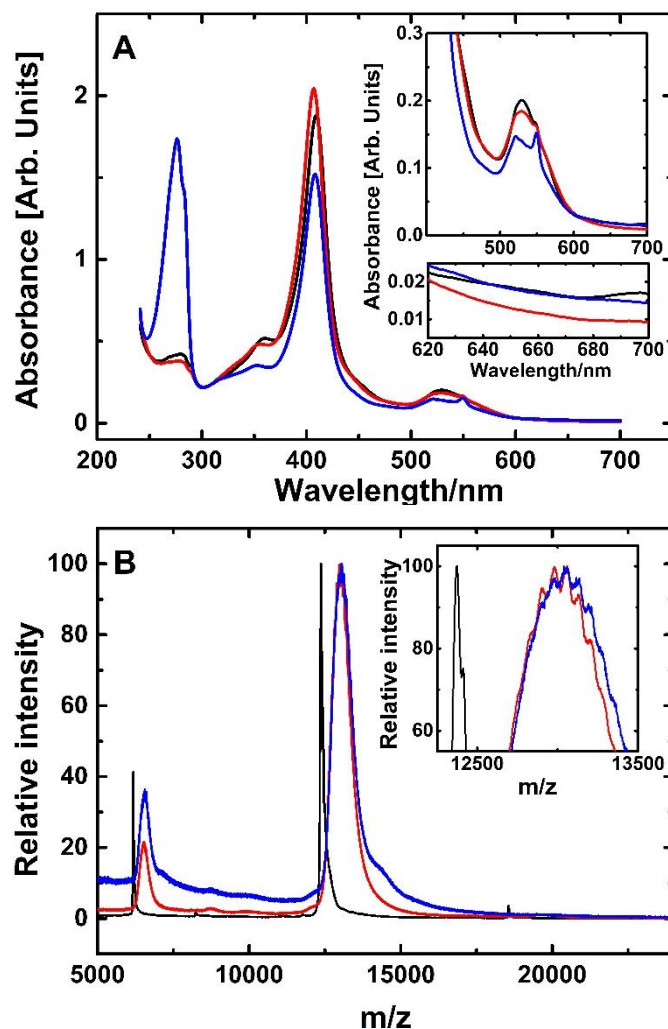 A
Absorbance [Arb. Units]
2
1
0
200 300 400 500 600 700
Wavelength/nm
0.3
0.2
0.1
0.0
400 500 600 700
Absorbance [Arb. Units]
0.02
0.01
620 640 660 680 700
Wavelength/nm
B
Relative intensity
100
80
60
40
20
0
5000 10000 15000 20000
m/z
Relative intensity
100
90
80
70
60
12500 13500
m/z